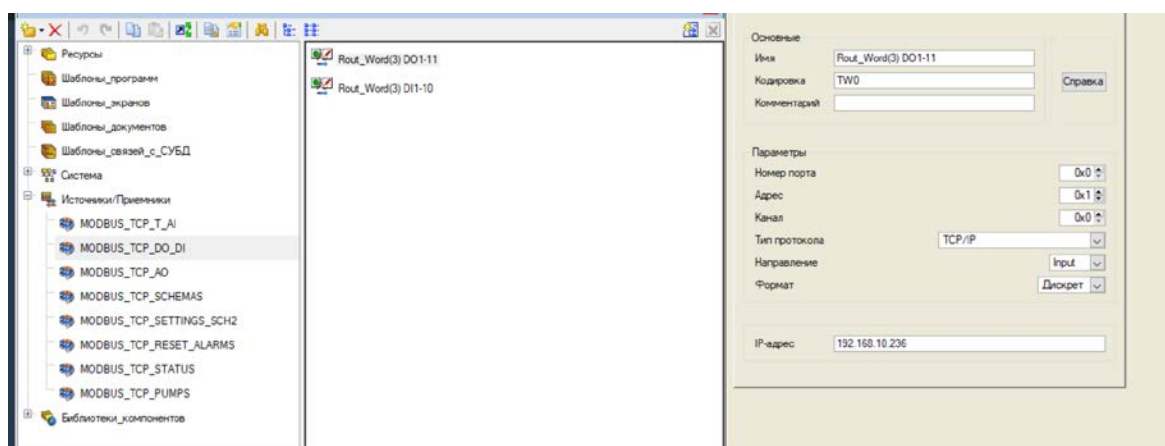 Ресурсы
Шаблоны_программ
Шаблоны_экранов
Шаблоны_документов
Шаблоны_связей_с_СУБД
Система
Источники/Приемники
MODBUS_TCP_T_AI
MODBUS_TCP_DO_DI
MODBUS_TCP_AO
MODBUS_TCP_SCHEMAS
MODBUS_TCP_SETTINGS_SCH2
MODBUS_TCP_RESET_ALARMS
MODBUS_TCP_STATUS
MODBUS_TCP_PUMPS
Библиотеки_компонентов
Rout_Word(3) DO1-11
Rout_Word(3) DI1-10
Основные
Имя Rout_Word(3) DO1-11
Кодировка TW0 Справка
Комментарий
Параметры
Номер порта 0x0
Адрес 0x1
Канал 0x0
Тип протокола TCP/IP
Направление Input
Формат Дискрет
IP-адрес 192.168.10.236